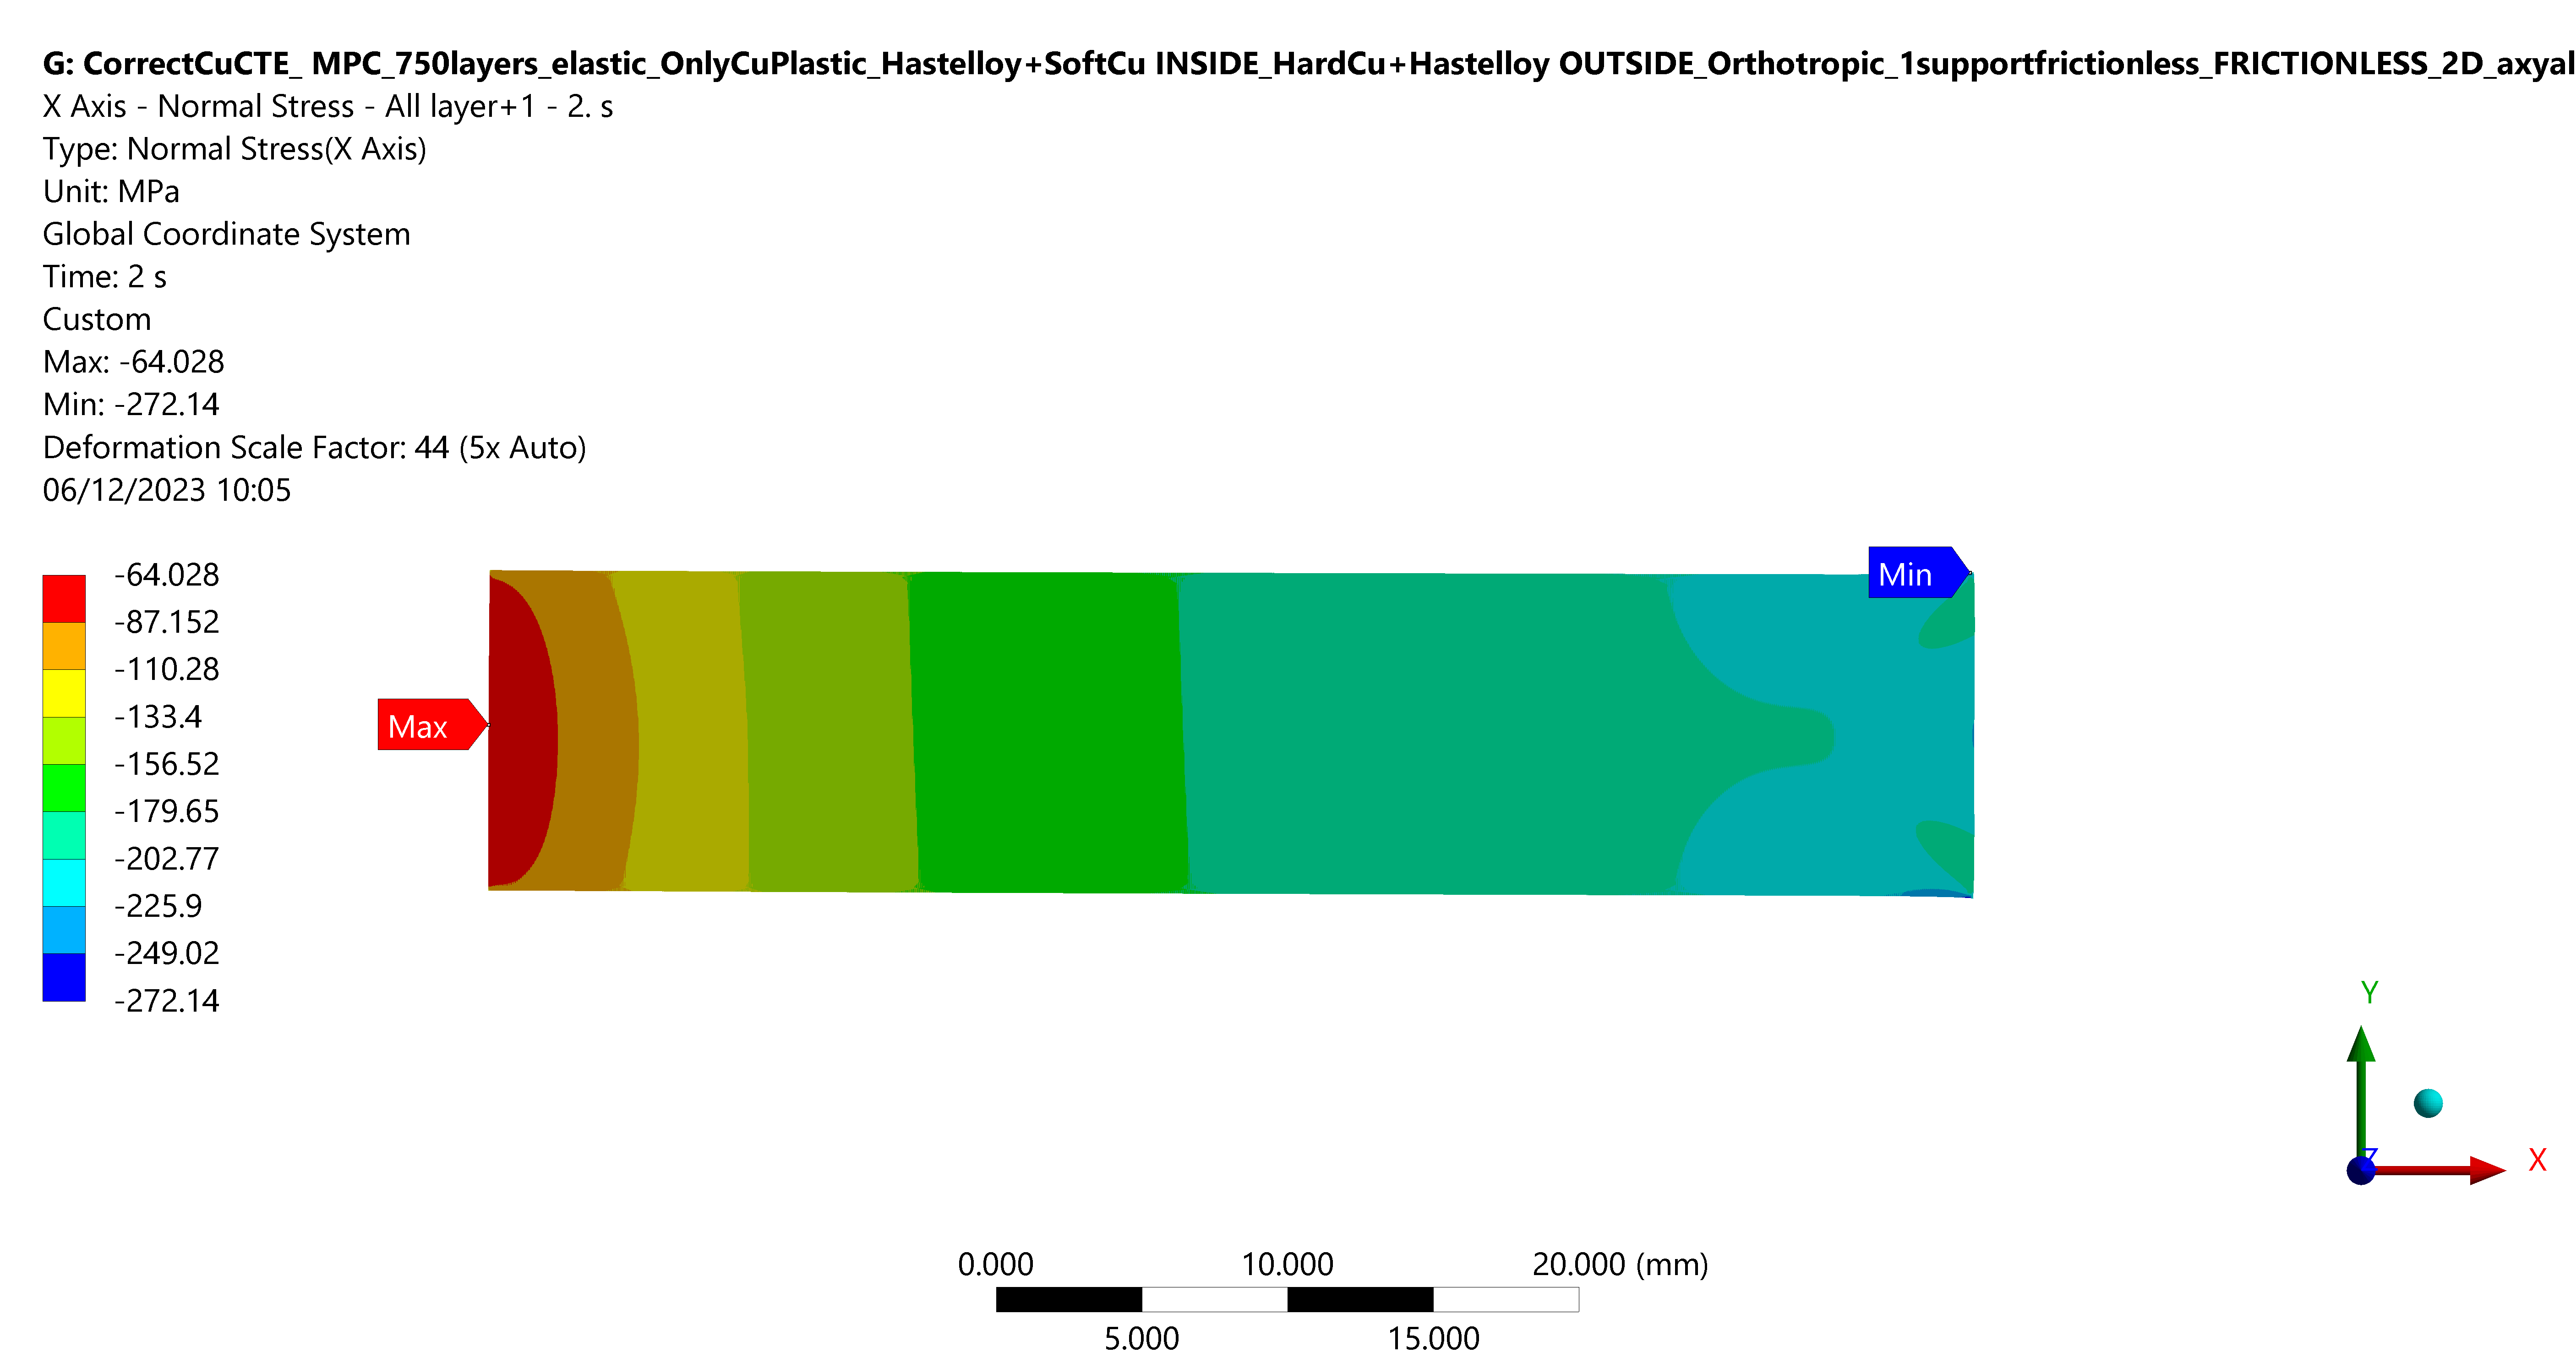 G: CorrectCuCTE_ MPC_750layers_elastic_OnlyCuPlastic_Hastelloy+SoftCu INSIDE_HardCu+Hastelloy OUTSIDE_Orthotropic_1supportfrictionless_FRICTIONLESS_2D_axyal
X Axis - Normal Stress - All layer+1 - 2. s
Type: Normal Stress(X Axis)
Unit: MPa
Global Coordinate System
Time: 2 s
Custom
Max: -64.028
Min: -272.14
Deformation Scale Factor: 44 (5x Auto)
06/12/2023 10:05
-64.028
-87.152
-110.28
-133.4
-156.52
-179.65
-202.77
-225.9
-249.02
-272.14
Min
Max
Y
Z
X
0.000 10.000 20.000 (mm)
5.000 15.000